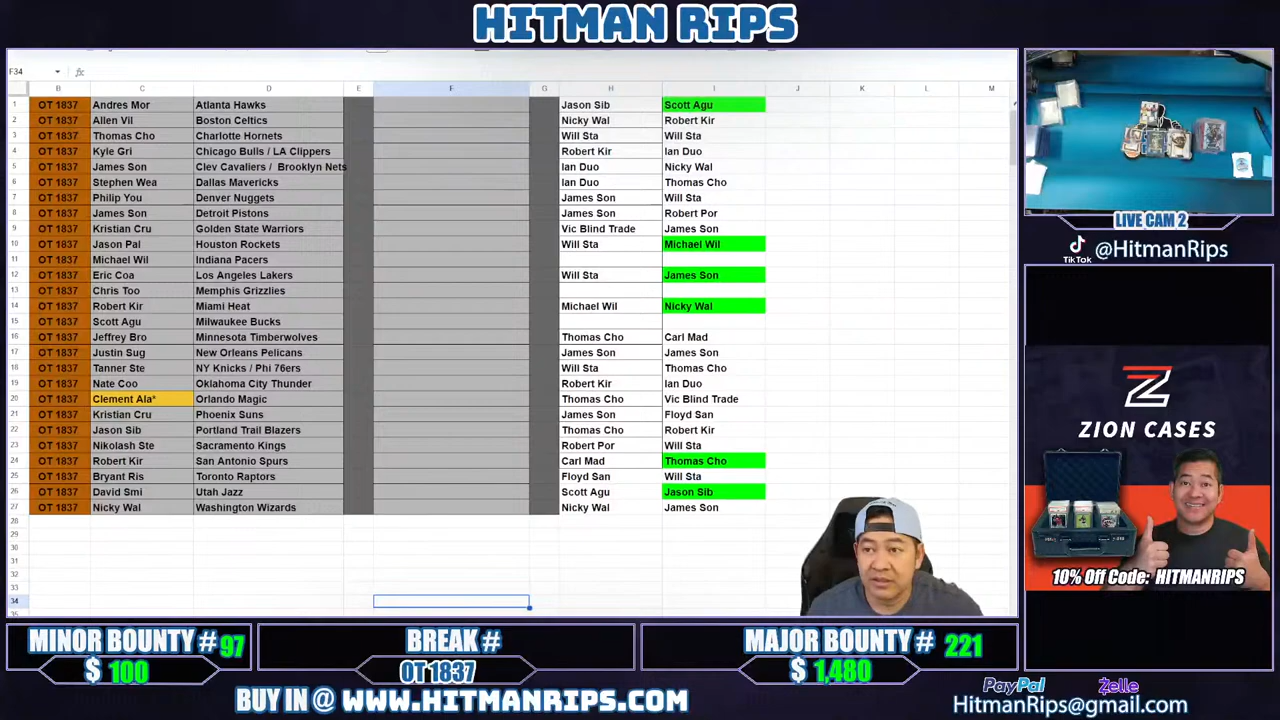 HITMAN RIPS
F34 fx
B C D E F G H I J K L M
1 OT 1837 Andres Mor Atlanta Hawks Jason Sib Scott Agu
2 OT 1837 Allen Vil Boston Celtics Nicky Wal Robert Kir
3 OT 1837 Thomas Cho Charlotte Hornets Will Sta Will Sta
4 OT 1837 Kyle Gri Chicago Bulls / LA Clippers Robert Kir Ian Duo
5 OT 1837 James Son Clev Cavaliers / Brooklyn Nets Ian Duo Nicky Wal
6 OT 1837 Stephen Wea Dallas Mavericks Ian Duo Thomas Cho
7 OT 1837 Philip You Denver Nuggets James Son Will Sta
8 OT 1837 James Son Detroit Pistons James Son Robert Por
9 OT 1837 Kristian Cru Golden State Warriors Vic Blind Trade James Son
10 OT 1837 Jason Pal Houston Rockets Will Sta Michael Wil
11 OT 1837 Michael Wil Indiana Pacers
12 OT 1837 Eric Coa Los Angeles Lakers Will Sta James Son
13 OT 1837 Chris Too Memphis Grizzlies
14 OT 1837 Robert Kir Miami Heat Michael Wil Nicky Wal
15 OT 1837 Scott Agu Milwaukee Bucks
16 OT 1837 Jeffrey Bro Minnesota Timberwolves Thomas Cho Carl Mad
17 OT 1837 Justin Sug New Orleans Pelicans James Son James Son
18 OT 1837 Tanner Ste NY Knicks / Phi 76ers Will Sta Thomas Cho
19 OT 1837 Nate Coo Oklahoma City Thunder Robert Kir Ian Duo
20 OT 1837 Clement Ala* Orlando Magic Thomas Cho Vic Blind Trade
21 OT 1837 Kristian Cru Phoenix Suns James Son Floyd San
22 OT 1837 Jason Sib Portland Trail Blazers Thomas Cho Robert Kir
23 OT 1837 Nikolash Ste Sacramento Kings Robert Por Will Sta
24 OT 1837 Robert Kir San Antonio Spurs Carl Mad Thomas Cho
25 OT 1837 Bryant Ris Toronto Raptors Floyd San Will Sta
26 OT 1837 David Smi Utah Jazz Scott Agu Jason Sib
27 OT 1837 Nicky Wal Washington Wizards Nicky Wal James Son
28
29
30
31
32
33
34
35
LIVE CAM 2
TikTok @HitmanRips
ZION CASES
10% Off Code: HITMANRIPS
MINOR BOUNTY # 97
$ 100
BREAK #
OT 1837
MAJOR BOUNTY # 221
$ 1,480
BUY IN @ WWW.HITMANRIPS.COM
PayPal Zelle
HitmanRips@gmail.com